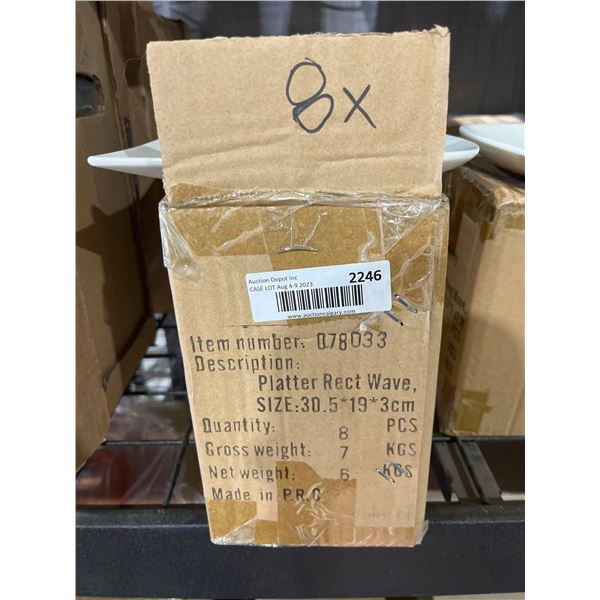 8x
Auction Depot Inc
CASE LOT Aug 4-9 2023
2246
www.auctioncalgary.com
Item number: 078033
Description:
Platter Rect Wave,
SIZE:30.5*19*3cm
Quantity: 8 PCS
Gross weight: 7 KGS
Net weight: 6 KGS
Made in P.R.C